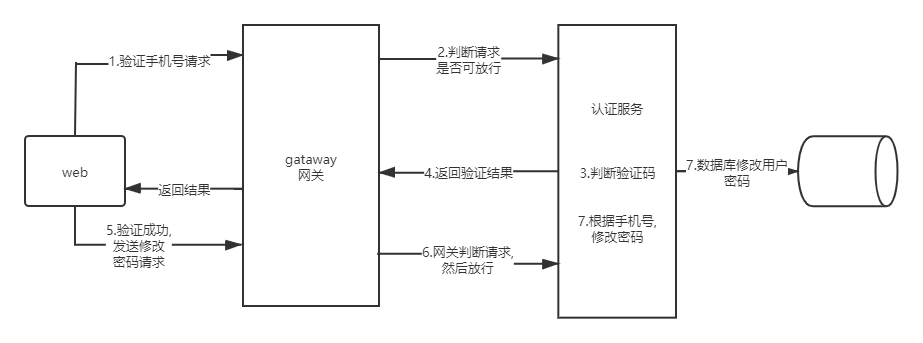 1.验证手机号请求
2.判断请求
是否可放行
认证服务
web
gataway
网关
3.判断验证码
4.返回验证结果
返回结果
5.验证成功,
发送修改
密码请求
6.网关判断请求,
然后放行
7.根据手机号,
修改密码
7.数据库修改用户
密码